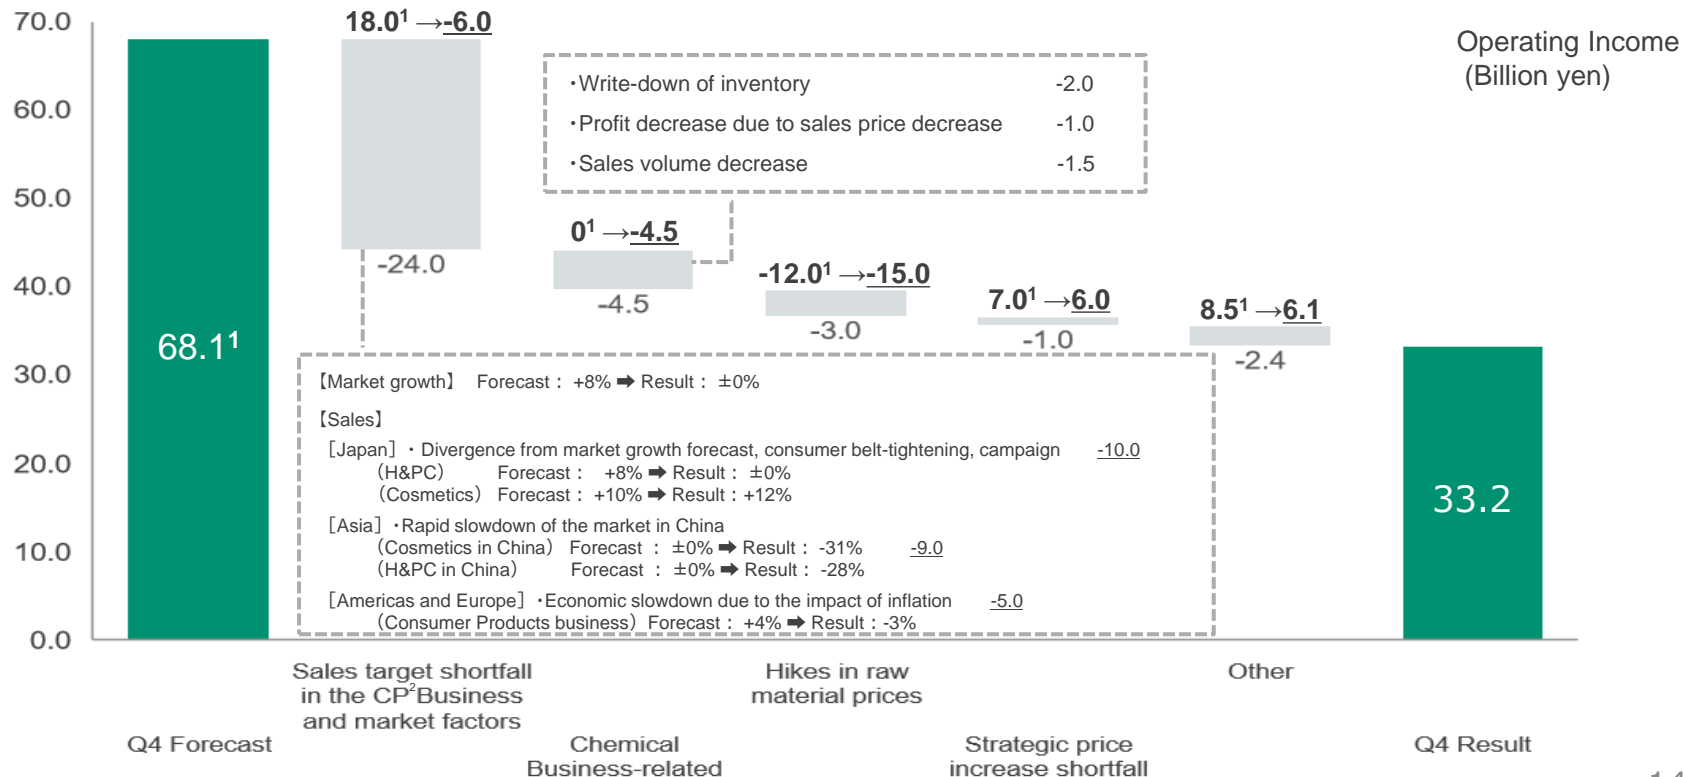 Operating Income
(Billion yen)
70.0
60.0
50.0
40.0
30.0
20.0
10.0
0.0
68.1¹
18.0¹ →-6.0
-24.0
・Write-down of inventory -2.0
・Profit decrease due to sales price decrease -1.0
・Sales volume decrease -1.5
0¹ →-4.5
-4.5
-12.0¹ →-15.0
-3.0
7.0¹ →6.0
-1.0
8.5¹ →6.1
-2.4
33.2
【Market growth】 Forecast : +8% ➡ Result : ±0%
【Sales】
［Japan］・Divergence from market growth forecast, consumer belt-tightening, campaign -10.0
（H&PC） Forecast : +8% ➡ Result : ±0%
（Cosmetics） Forecast : +10% ➡ Result : +12%
［Asia］・Rapid slowdown of the market in China
（Cosmetics in China） Forecast : ±0% ➡ Result : -31% -9.0
（H&PC in China） Forecast : ±0% ➡ Result : -28%
［Americas and Europe］・Economic slowdown due to the impact of inflation -5.0
（Consumer Products business） Forecast : +4% ➡ Result : -3%
Q4 Forecast
Sales target shortfall
in the CP²Business
and market factors
Chemical
Business-related
Hikes in raw
material prices
Strategic price
increase shortfall
Other
Q4 Result